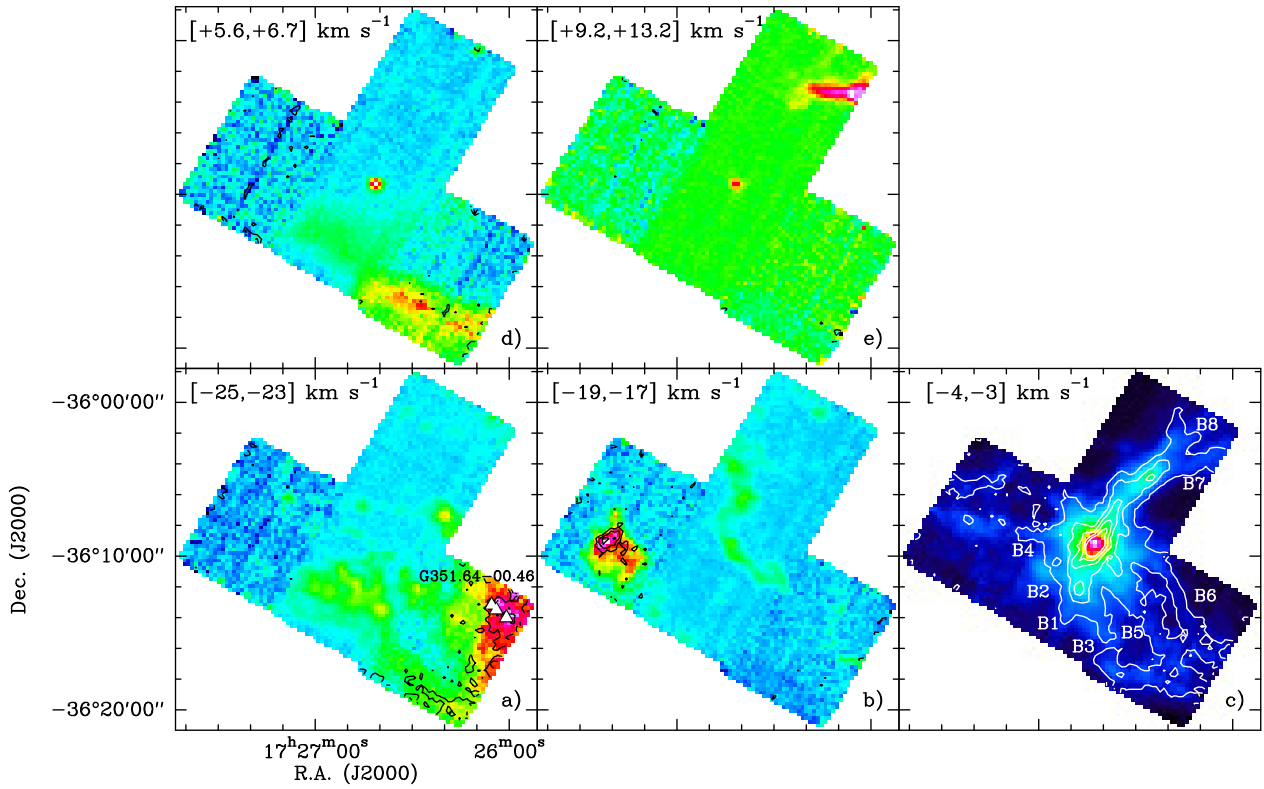 [+5.6,+6.7] km s⁻¹
d)
[+9.2,+13.2] km s⁻¹
e)
[−25,−23] km s⁻¹
G351.64−00.46
a)
[−19,−17] km s⁻¹
b)
[−4,−3] km s⁻¹
B8
B7
B4
B2
B6
B1
B5
B3
c)
−36°00′00″
−36°10′00″
−36°20′00″
Dec. (J2000)
17ʰ27ᵐ00ˢ
26ᵐ00ˢ
R.A. (J2000)